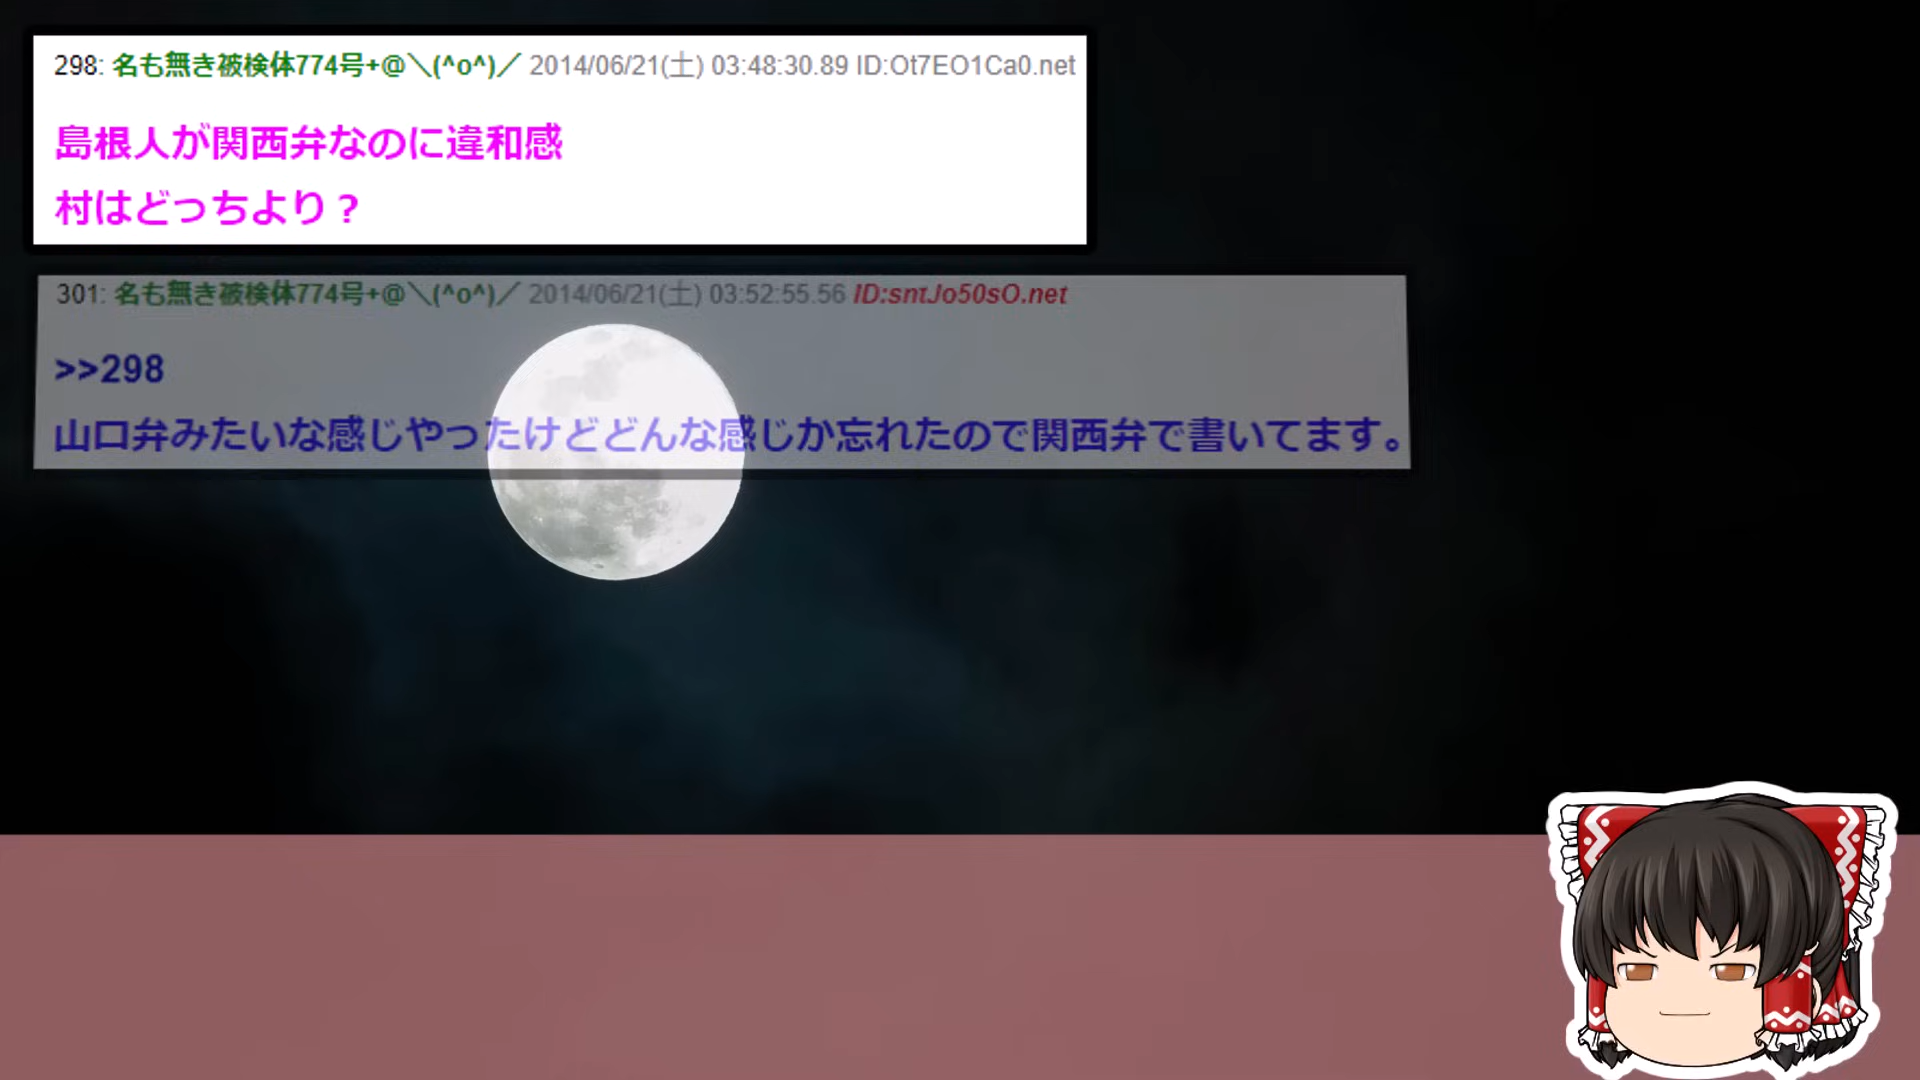 298: 名も無き被検体774号+@＼(^o^)／ 2014/06/21(土) 03:48:30.89 ID:Ot7EO1Ca0.net
島根人が関西弁なのに違和感
村はどっちより？
301: 名も無き被検体774号+@＼(^o^)／ 2014/06/21(土) 03:52:55.56 ID:sntJo50sO.net
>>298
山口弁みたいな感じやったけどどんな感じか忘れたので関西弁で書いてます。